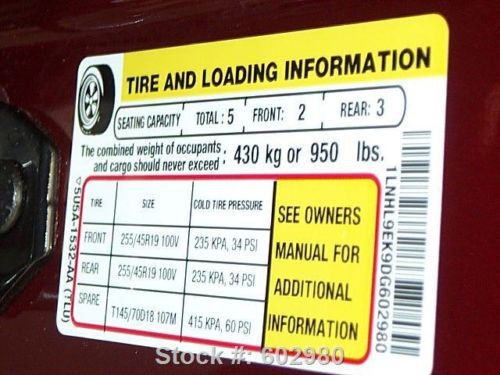 TIRE AND LOADING INFORMATION
SEATING CAPACITY TOTAL: 5 FRONT: 2 REAR: 3
The combined weight of occupants and cargo should never exceed: 430 kg or 950 lbs.
TIRE SIZE COLD TIRE PRESSURE
FRONT 255/45R19 100V 235 KPA, 34 PSI
REAR 255/45R19 100V 235 KPA, 34 PSI
SPARE T145/70D18 107M 415 KPA, 60 PSI
SEE OWNERS
MANUAL FOR
ADDITIONAL
INFORMATION
5U5A-1532-AA (TLU)
1LNHL9EK9DG602980
Stock #: 602980